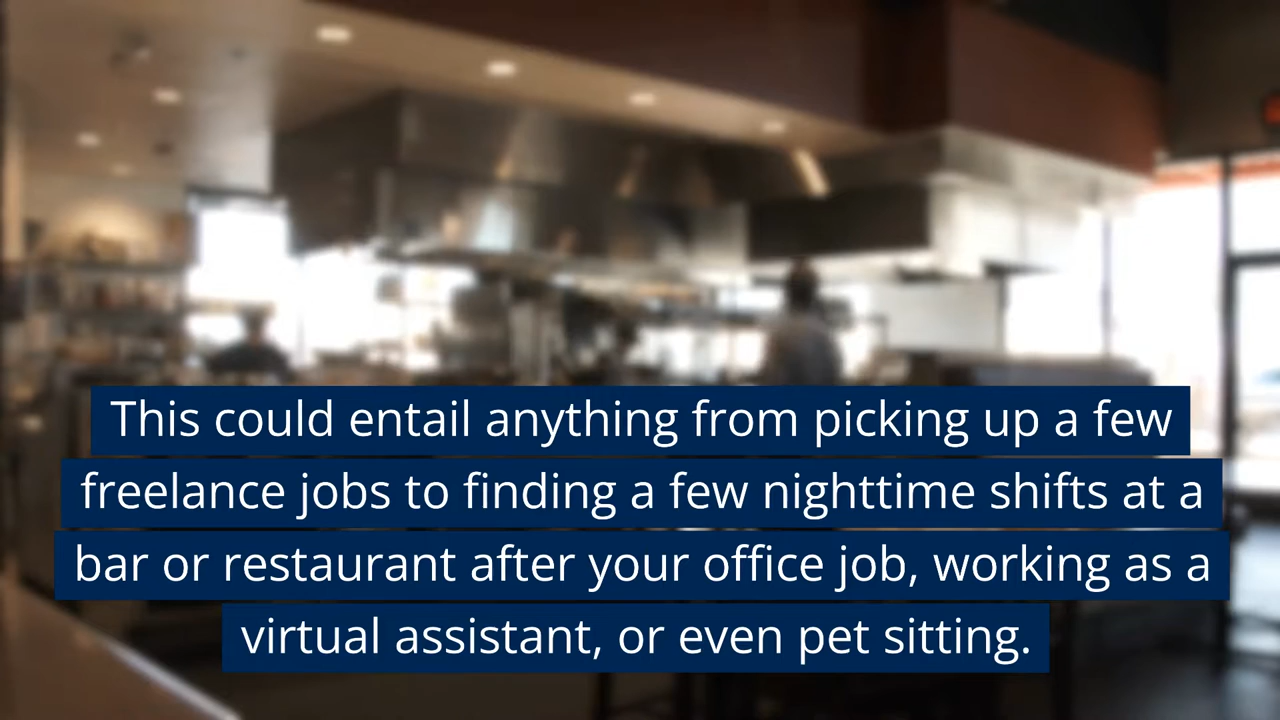 This could entail anything from picking up a few
freelance jobs to finding a few nighttime shifts at a
bar or restaurant after your office job, working as a
virtual assistant, or even pet sitting.